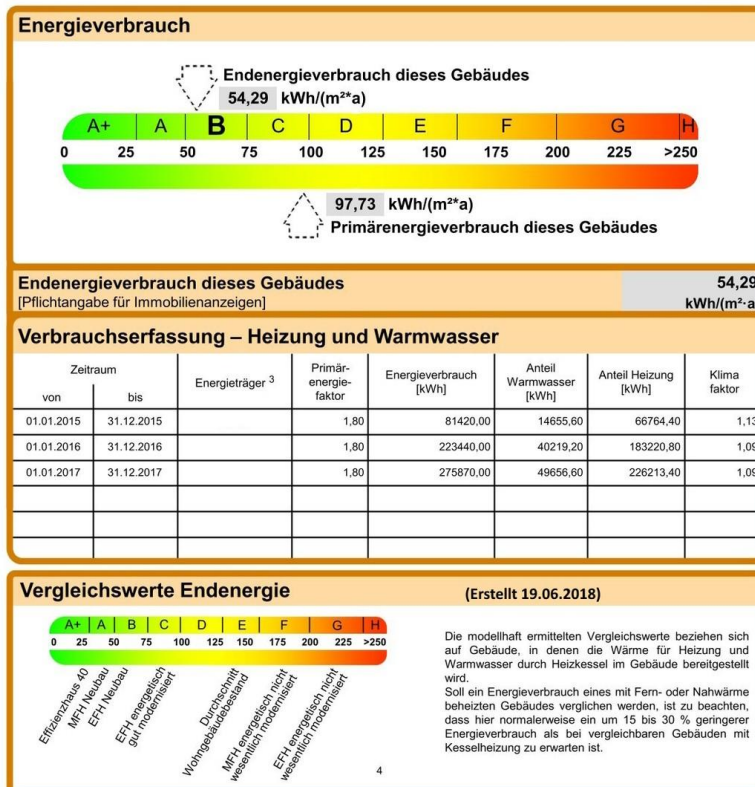 Energieverbrauch
Endenergieverbrauch dieses Gebäudes
54,29 kWh/(m²*a)
A+ A B C D E F G H
0 25 50 75 100 125 150 175 200 225 >250
97,73 kWh/(m²*a)
Primärenergieverbrauch dieses Gebäudes
Endenergieverbrauch dieses Gebäudes 54,29
[Pflichtangabe für Immobilienanzeigen] kWh/(m²·a
Verbrauchserfassung – Heizung und Warmwasser
Zeitraum
von bis
Energieträger 3
Primär-
energie-
faktor
Energieverbrauch
[kWh]
Anteil
Warmwasser
[kWh]
Anteil Heizung
[kWh]
Klima
faktor
01.01.2015 31.12.2015 1,80 81420,00 14655,60 66764,40 1,13
01.01.2016 31.12.2016 1,80 223440,00 40219,20 183220,80 1,09
01.01.2017 31.12.2017 1,80 275870,00 49656,60 226213,40 1,09
Vergleichswerte Endenergie (Erstellt 19.06.2018)
A+ A B C D E F G H
0 25 50 75 100 125 150 175 200 225 >250
Effizienzhaus 40
MFH Neubau
EFH Neubau
EFH energetisch
gut modernisiert
Durchschnitt
Wohngebäudebestand
MFH energetisch nicht
wesentlich modernisiert
EFH energetisch nicht
wesentlich modernisiert
Die modellhaft ermittelten Vergleichswerte beziehen sich
auf Gebäude, in denen die Wärme für Heizung und
Warmwasser durch Heizkessel im Gebäude bereitgestellt
wird.
Soll ein Energieverbrauch eines mit Fern- oder Nahwärme
beheizten Gebäudes verglichen werden, ist zu beachten,
dass hier normalerweise ein um 15 bis 30 % geringerer
Energieverbrauch als bei vergleichbaren Gebäuden mit
Kesselheizung zu erwarten ist.
4